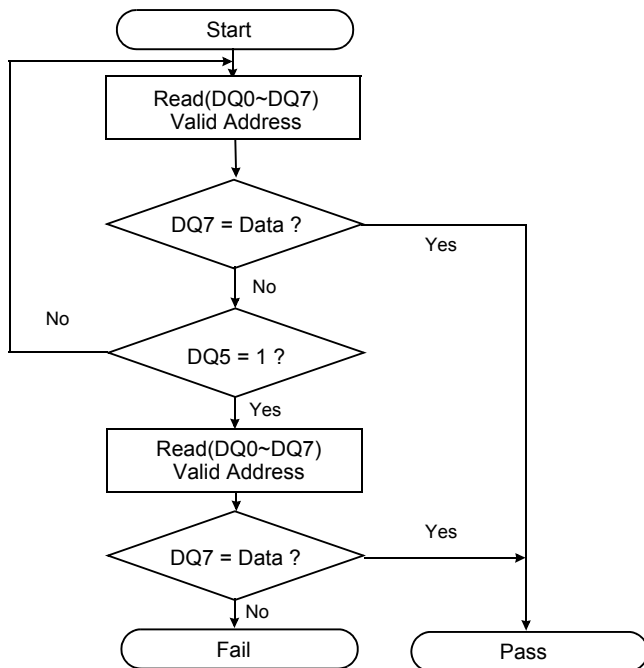 Start
Read(DQ0~DQ7)
Valid Address
DQ7 = Data ?
Yes
No
No
DQ5 = 1 ?
Yes
Read(DQ0~DQ7)
Valid Address
Yes
DQ7 = Data ?
No
Fail
Pass